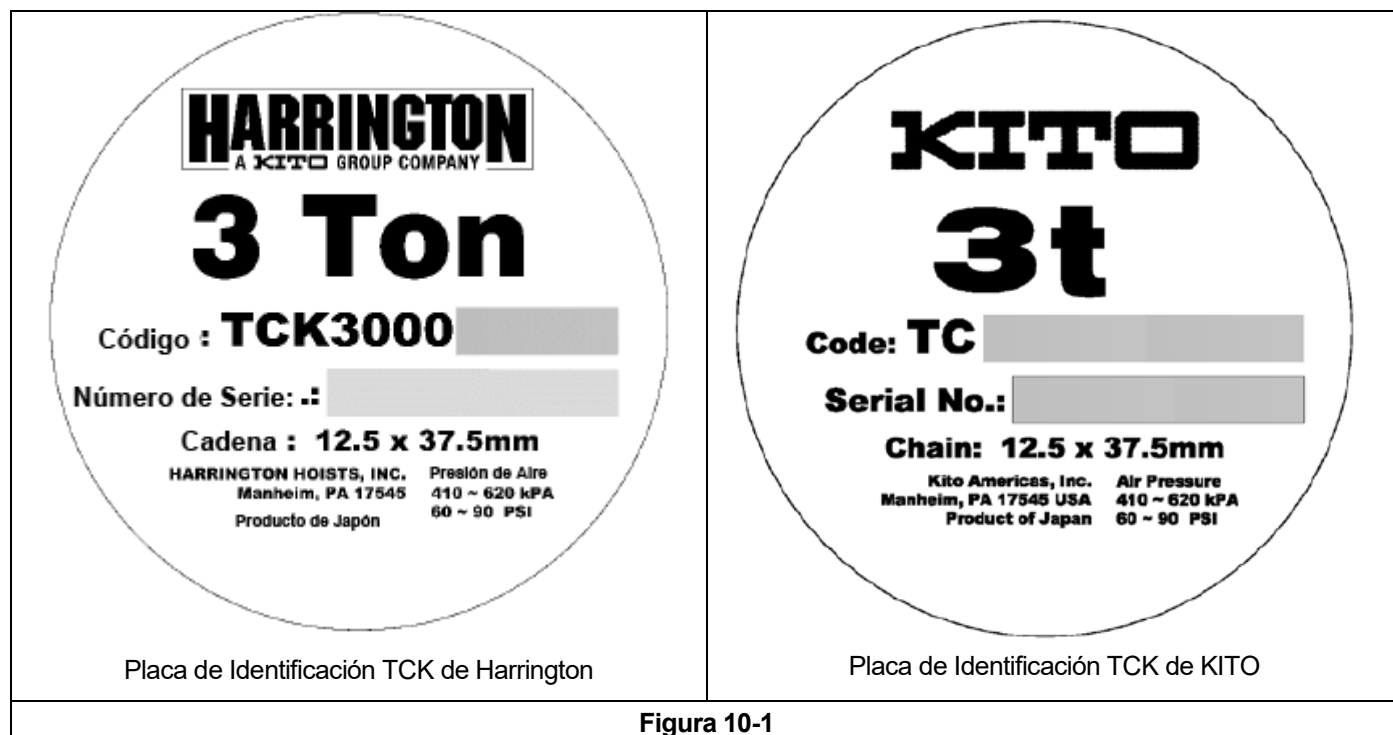 HARRINGTON
A KITO GROUP COMPANY
3 Ton
Código : TCK3000
Número de Serie: .:
Cadena : 12.5 x 37.5mm
HARRINGTON HOISTS, INC.
Manheim, PA 17545
Producto de Japón
Presión de Aire
410 ~ 620 kPA
60 ~ 90 PSI
Placa de Identificación TCK de Harrington
KITO
3t
Code: TC
Serial No.:
Chain: 12.5 x 37.5mm
Kito Americas, Inc.
Manheim, PA 17545 USA
Product of Japan
Air Pressure
410 ~ 620 kPA
60 ~ 90 PSI
Placa de Identificación TCK de KITO
Figura 10-1